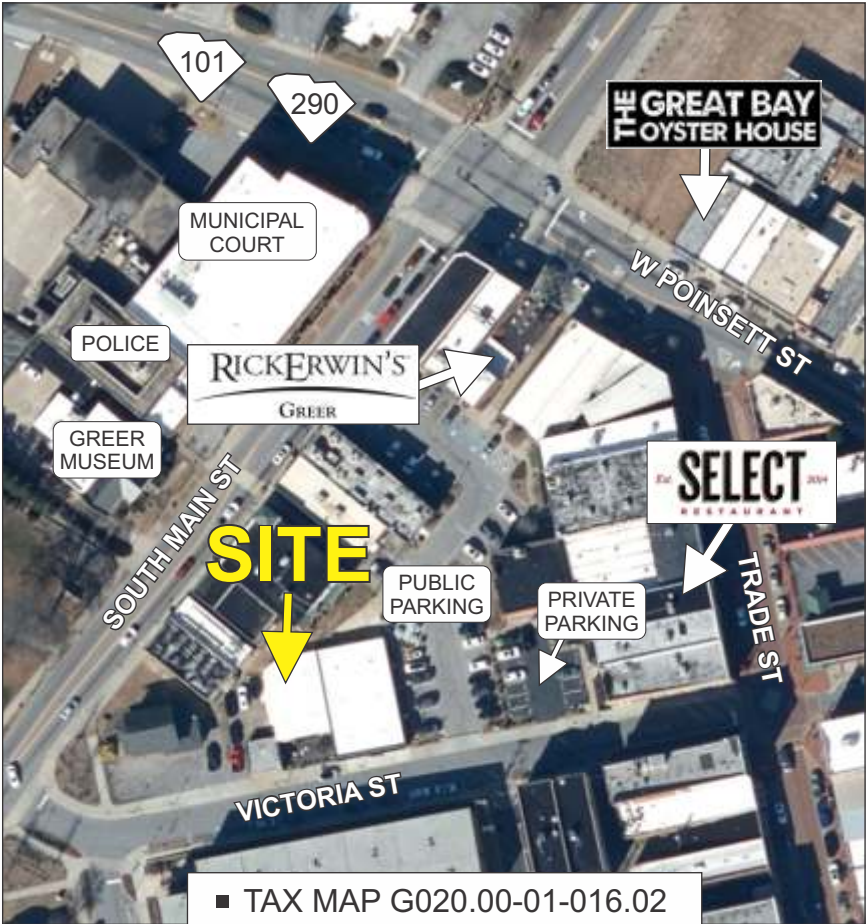 101
290
THE GREAT BAY
OYSTER HOUSE
MUNICIPAL
COURT
W POINSETT ST
POLICE
RICKERWIN'S
GREER
GREER
MUSEUM
Est. SELECT 2014
RESTAURANT
SOUTH MAIN ST
SITE
PUBLIC
PARKING
PRIVATE
PARKING
TRADE ST
VICTORIA ST
▪ TAX MAP G020.00-01-016.02